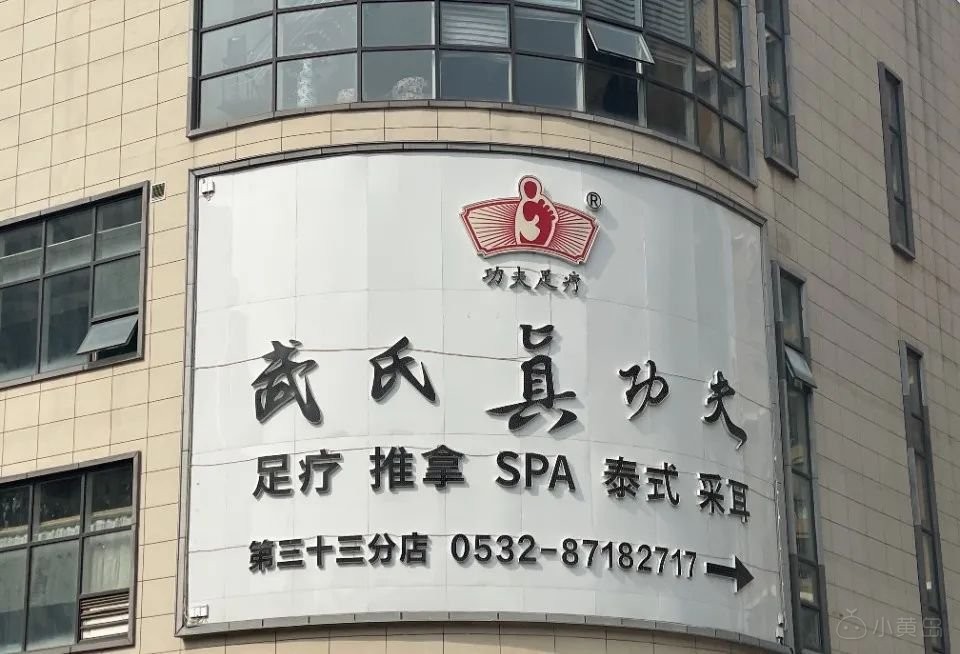 ®
功夫足疗
武氏真功夫
足疗 推拿 SPA 泰式 采耳
第三十三分店 0532-87182717
小黄鸟